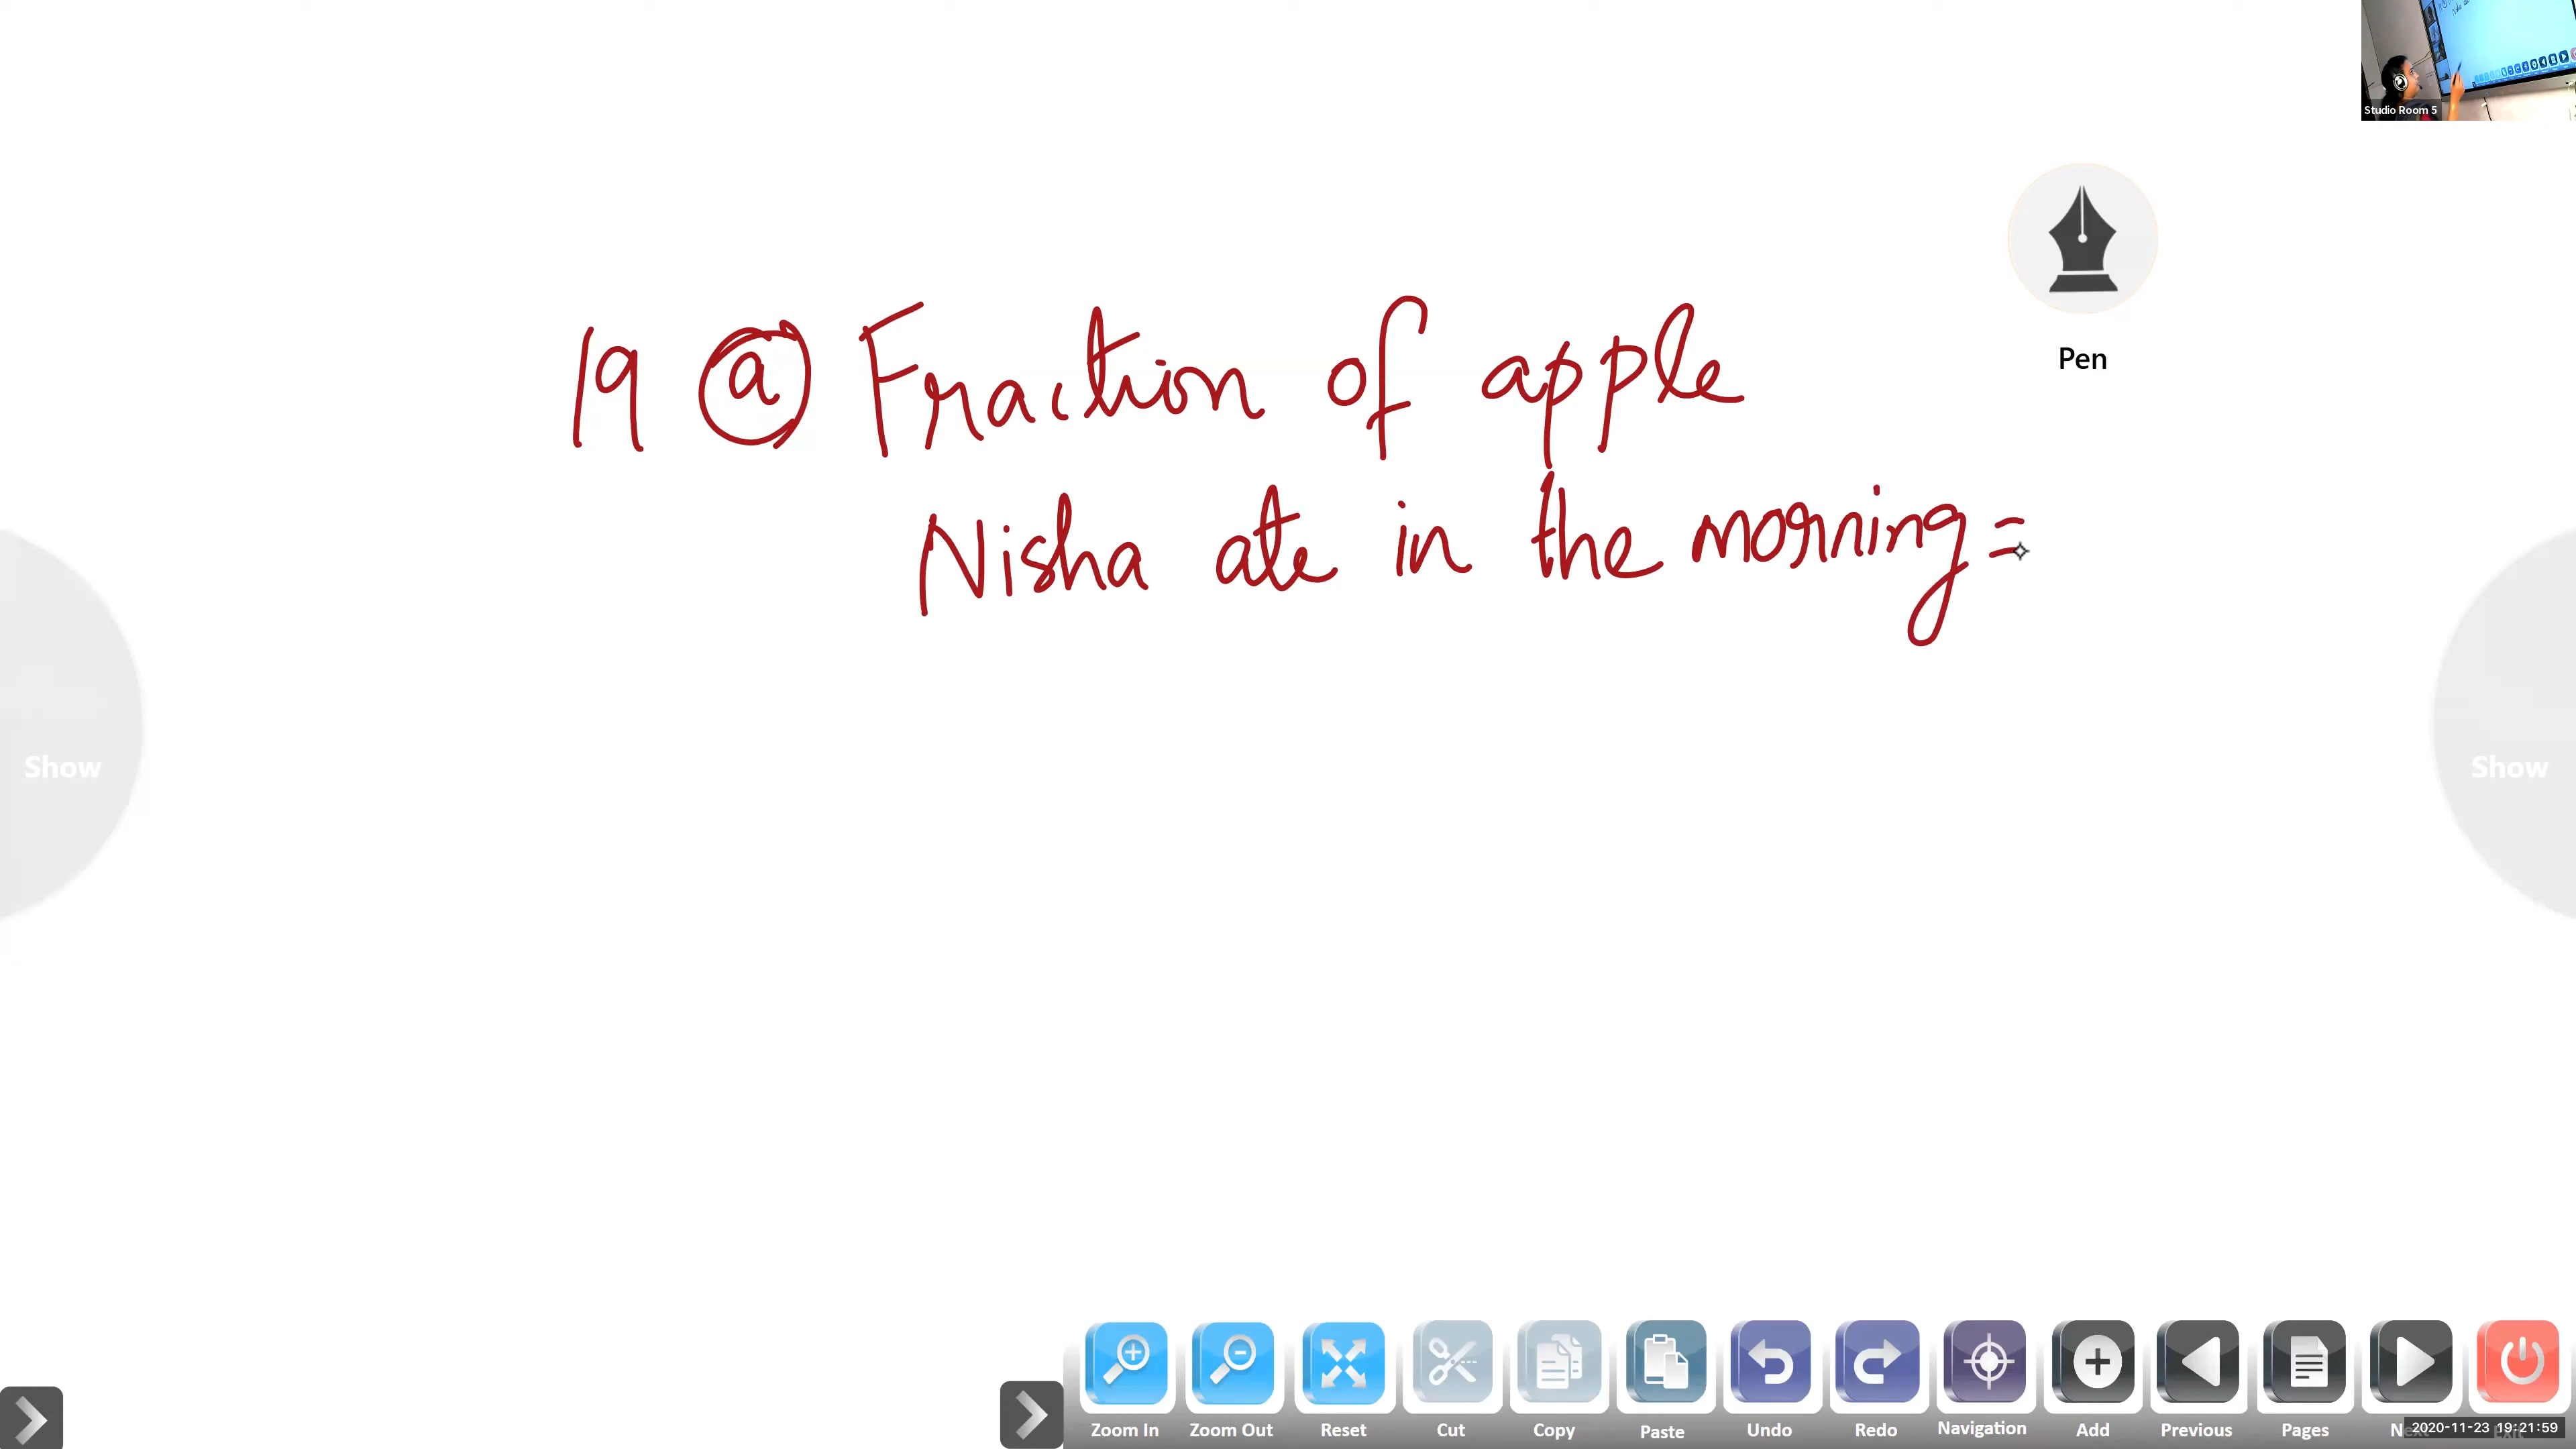 Studio Room 5
Pen
19 (a) Fraction of apple
Nisha ate in the morning =
Show
Show
Zoom In Zoom Out Reset Cut Copy Paste Undo Redo Navigation Add Previous Pages
2020-11-23 19:21:59